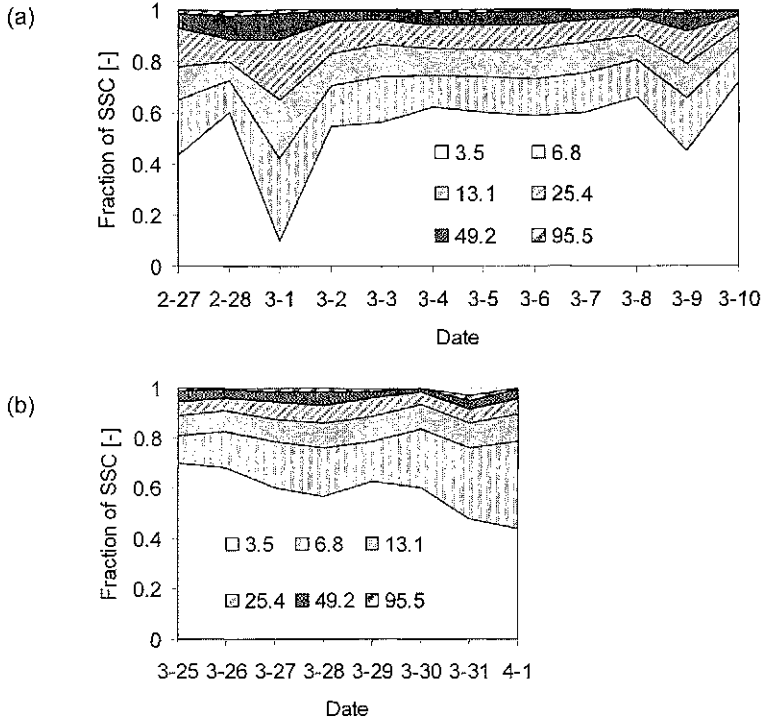 (a)
Fraction of SSC [-]
1
0.8
0.6
0.4
0.2
0
3.5 6.8
13.1 25.4
49.2 95.5
2-27 2-28 3-1 3-2 3-3 3-4 3-5 3-6 3-7 3-8 3-9 3-10
Date
(b)
Fraction of SSC [-]
1
0.8
0.6
0.4
0.2
0
3.5 6.8 13.1
25.4 49.2 95.5
3-25 3-26 3-27 3-28 3-29 3-30 3-31 4-1
Date